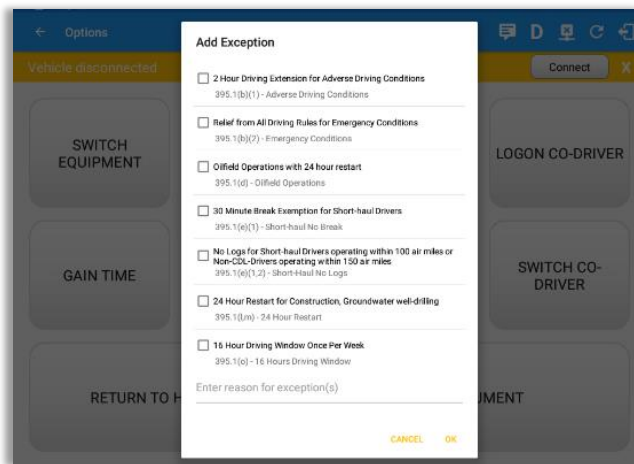 ← Options
D
Vehicle disconnected
Connect
X
Add Exception
2 Hour Driving Extension for Adverse Driving Conditions
395.1(b)(1) - Adverse Driving Conditions
Relief from All Driving Rules for Emergency Conditions
395.1(b)(2) - Emergency Conditions
Oilfield Operations with 24 hour restart
395.1(d) - Oilfield Operations
30 Minute Break Exemption for Short-haul Drivers
395.1(e)(1) - Short-haul No Break
No Logs for Short-haul Drivers operating within 100 air miles or
Non-CDL-Drivers operating within 150 air miles
395.1(e)(1,2) - Short-Haul No Logs
24 Hour Restart for Construction, Groundwater well-drilling
395.1(l,m) - 24 Hour Restart
16 Hour Driving Window Once Per Week
395.1(o) - 16 Hours Driving Window
Enter reason for exception(s)
CANCEL
OK
SWITCH
EQUIPMENT
LOGON CO-DRIVER
GAIN TIME
SWITCH CO-
DRIVER
RETURN TO H
UMENT